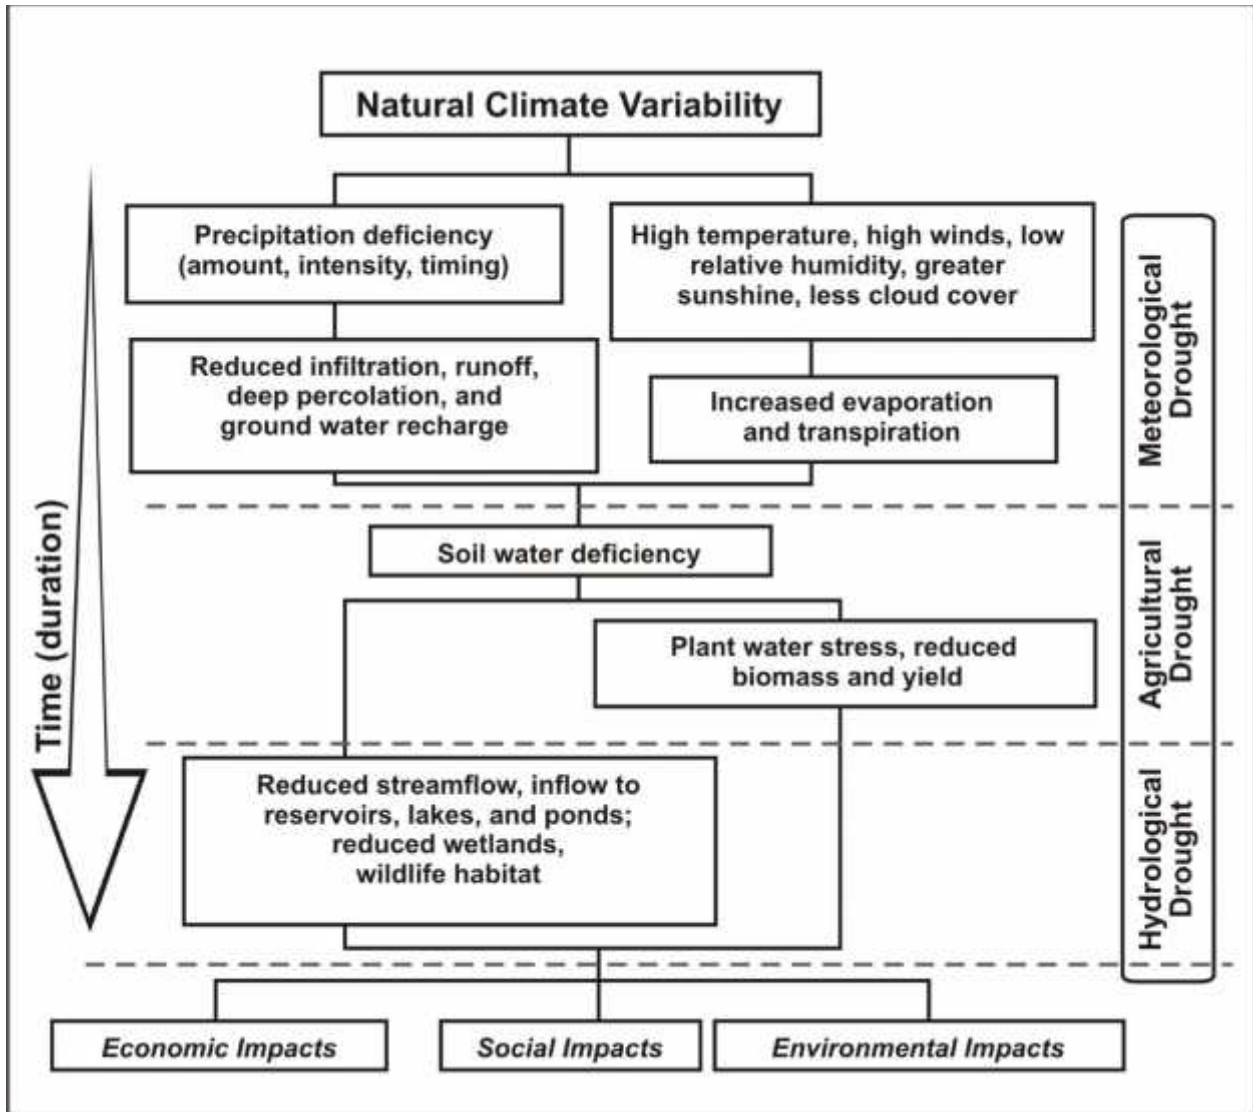 Natural Climate Variability
Precipitation deficiency
(amount, intensity, timing)
High temperature, high winds, low
relative humidity, greater
sunshine, less cloud cover
Reduced infiltration, runoff,
deep percolation, and
ground water recharge
Increased evaporation
and transpiration
Meteorological
Drought
Time (duration)
Soil water deficiency
Plant water stress, reduced
biomass and yield
Agricultural
Drought
Reduced streamflow, inflow to
reservoirs, lakes, and ponds;
reduced wetlands,
wildlife habitat
Hydrological
Drought
Economic Impacts
Social Impacts
Environmental Impacts